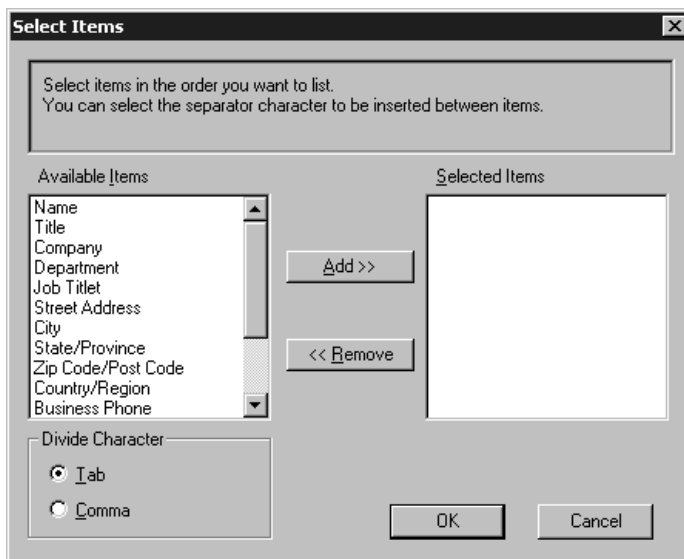 Select Items
Select items in the order you want to list.
You can select the separator character to be inserted between items.
Available Items
Selected Items
Name
Title
Company
Department
Job Titlet
Street Address
City
State/Province
Zip Code/Post Code
Country/Region
Business Phone
Add >>
<< Remove
Divide Character
Tab
Comma
OK
Cancel